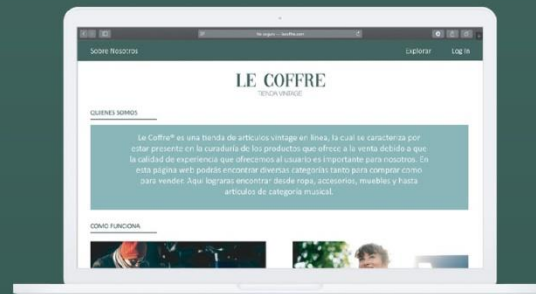 Sobre Nosotros
Explorar
Log In
LE COFFRE
TIENDA VINTAGE
QUIENES SOMOS
Le Coffre® es una tienda de artículos vintage en línea, la cual se caracteriza por
estar presente en la curaduría de los productos que ofrece a la venta debido a que
la calidad de experiencia que ofrecemos al usuario es importante para nosotros. En
esta página web podrás encontrar diversas categorías tanto para comprar como
para vender. Aquí lograras encontrar desde ropa, accesorios, muebles y hasta
artículos de categoría musical.
COMO FUNCIONA